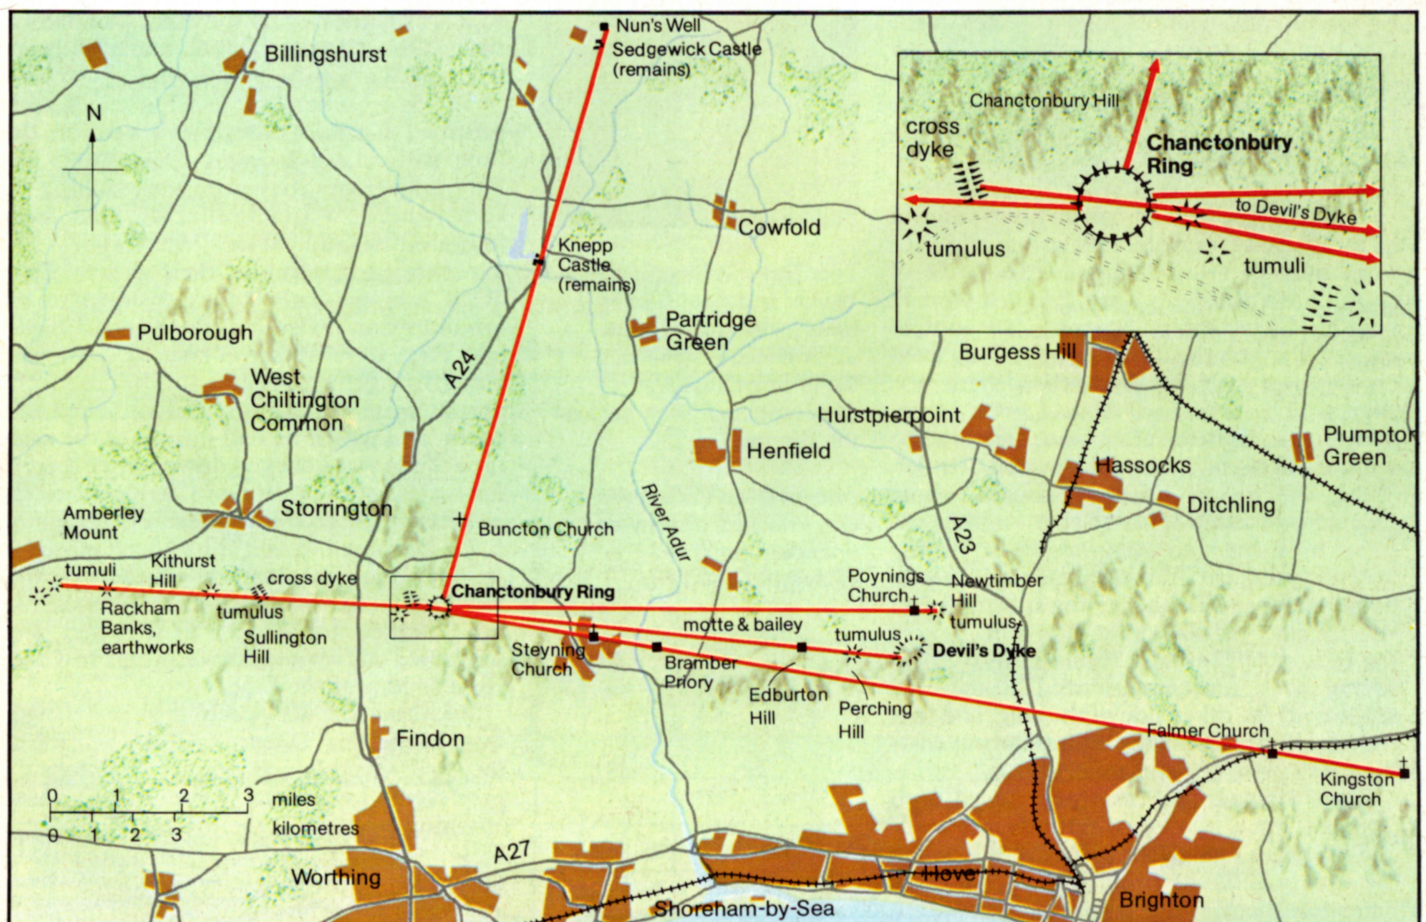 Nun's Well
Sedgewick Castle
(remains)
Billingshurst
N
Chanctonbury Hill
cross
dyke
Chanctonbury
Ring
to Devil's Dyke
tumulus
tumuli
Cowfold
Knepp
Castle
(remains)
Pulborough
Partridge
Green
A24
Burgess Hill
West
Chiltington
Common
Hurstpierpoint
Henfield
Plumpton
Green
Hassocks
Ditchling
Storrington
Amberley
Mount
River Adur
A23
Buncton Church
Kithurst
Hill
tumuli
cross dyke
Chanctonbury Ring
Poynings
Church
Newtimber
Hill
tumulus
Rackham
Banks,
earthworks
tumulus
Sullington
Hill
motte & bailey
tumulus
Devil's Dyke
Steyning
Church
Bramber
Priory
Edburton
Hill
Perching
Hill
Findon
Falmer Church
Kingston
Church
0 1 2 3 miles
0 1 2 3 kilometres
A27
Worthing
Hove
Brighton
Shoreham-by-Sea